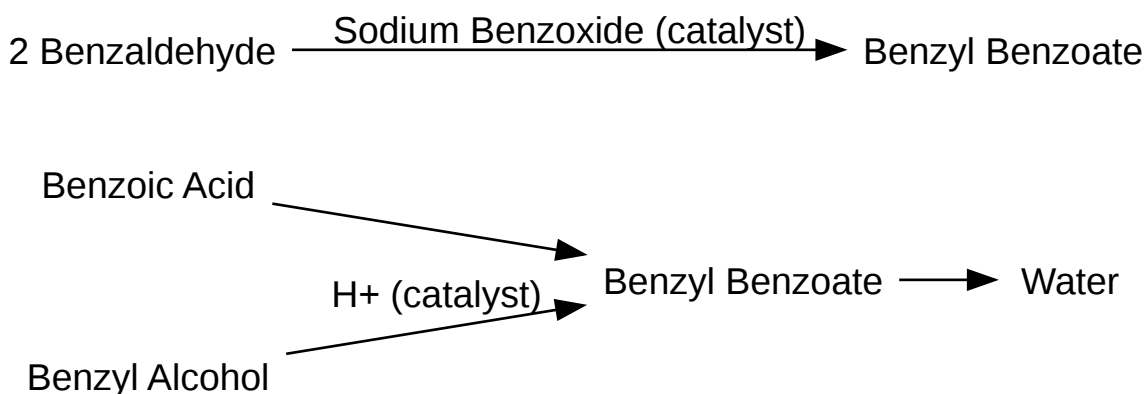 Sodium Benzoxide (catalyst)
2 Benzaldehyde
Benzyl Benzoate
Benzoic Acid
Benzyl Benzoate
Water
H+ (catalyst)
Benzyl Alcohol